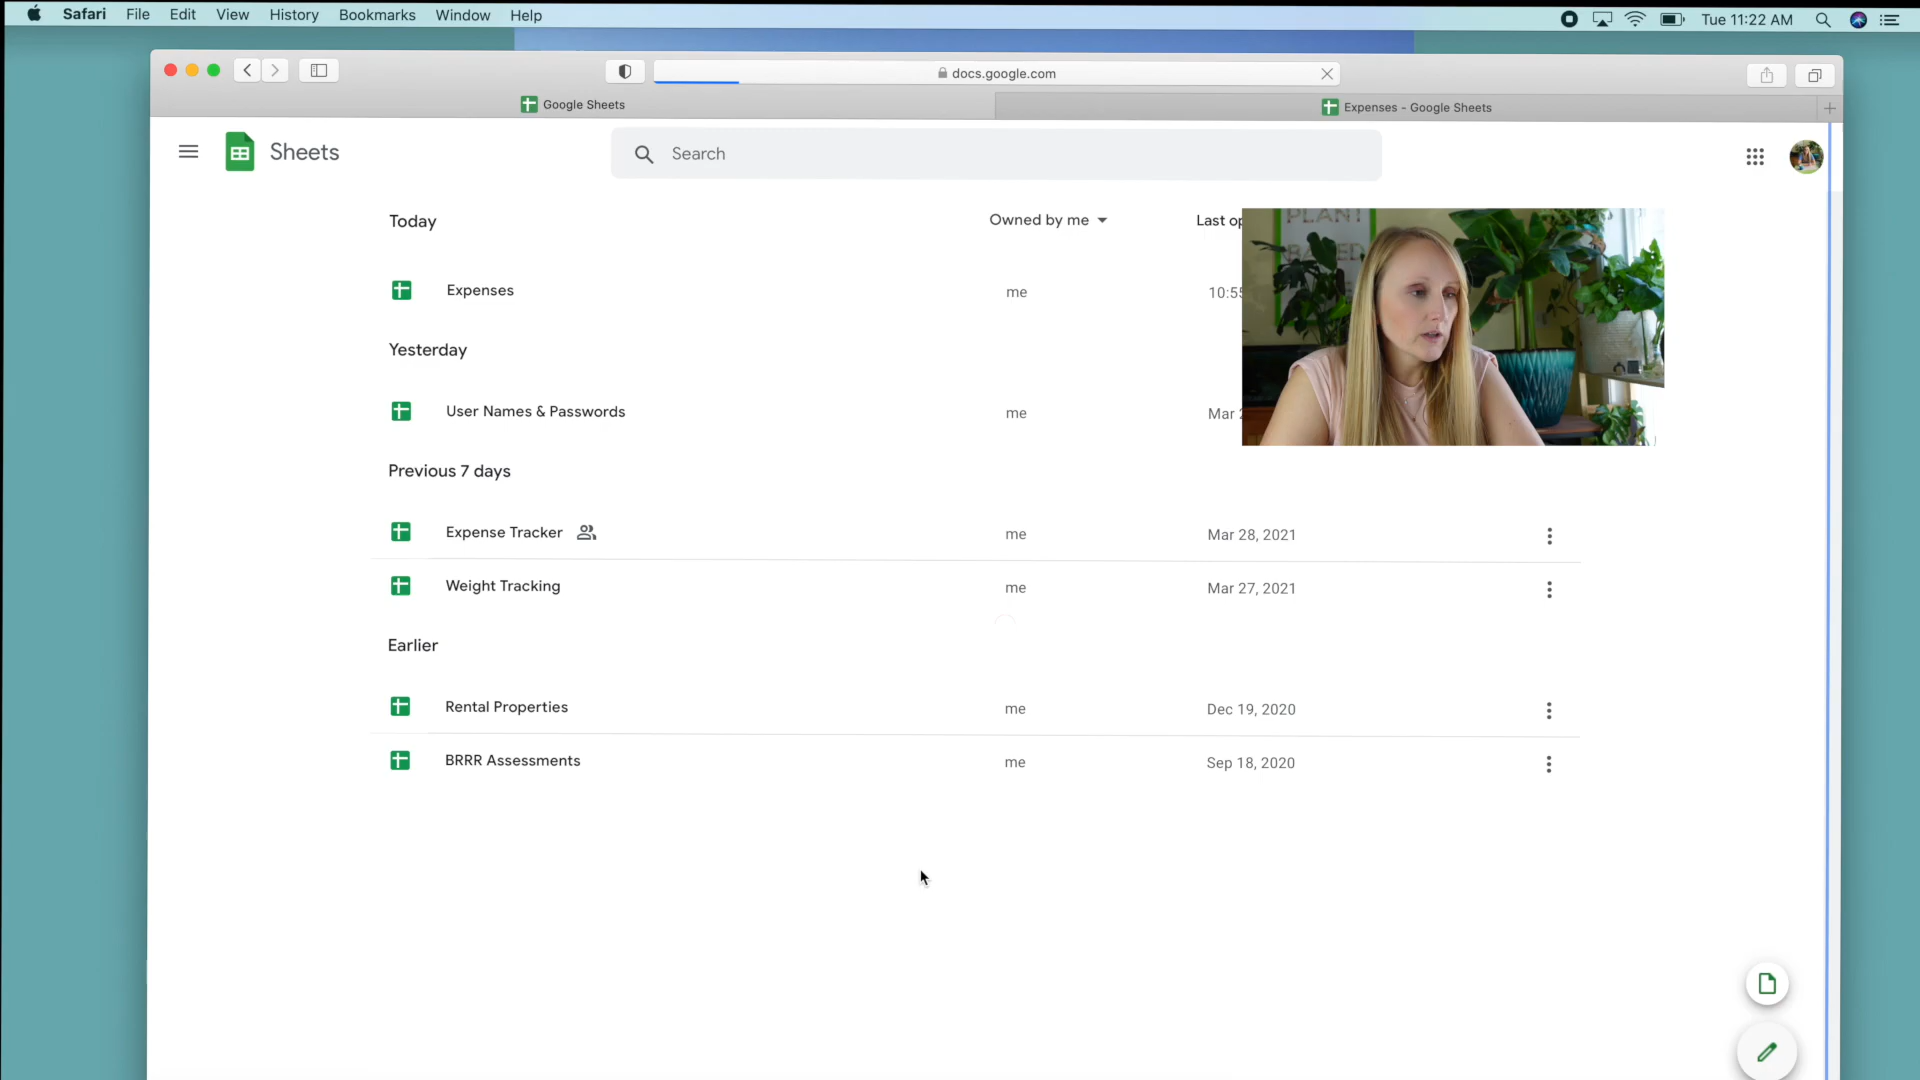 Safari File Edit View History Bookmarks Window Help Tue 11:22 AM
docs.google.com
Google Sheets Expenses - Google Sheets
Sheets Search
Today Owned by me Last op
PLANT
BASED
Expenses me 10:55
Yesterday
User Names & Passwords me Mar
Previous 7 days
Expense Tracker me Mar 28, 2021
Weight Tracking me Mar 27, 2021
Earlier
Rental Properties me Dec 19, 2020
BRRR Assessments me Sep 18, 2020